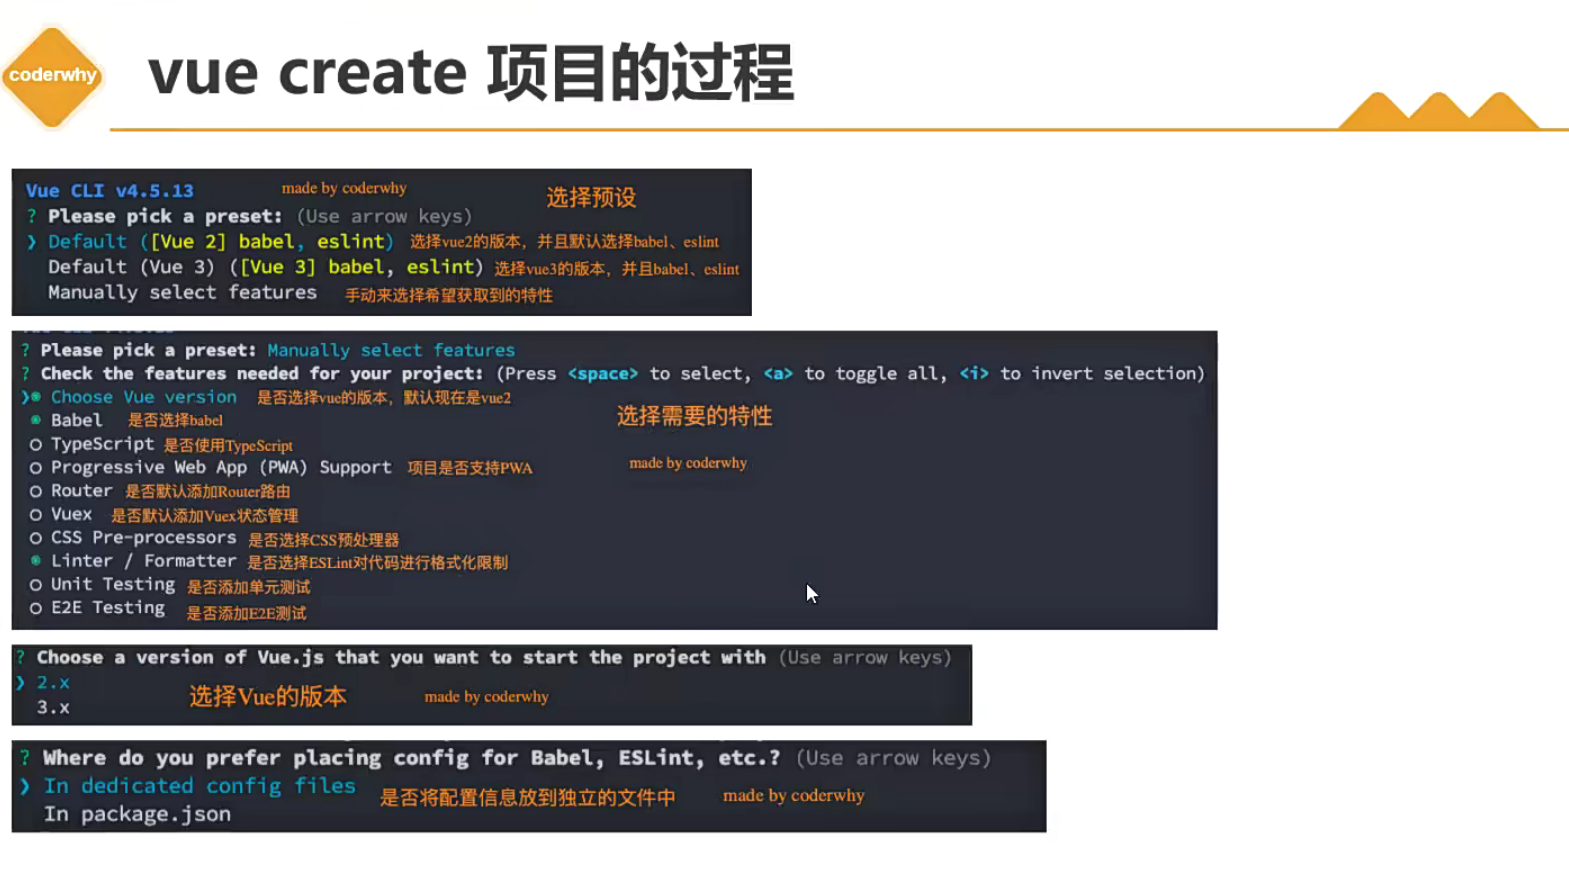 coderwhy
vue create 项目的过程
Vue CLI v4.5.13 made by coderwhy 选择预设
? Please pick a preset: (Use arrow keys)
❯ Default ([Vue 2] babel, eslint) 选择vue2的版本，并且默认选择babel、eslint
Default (Vue 3) ([Vue 3] babel, eslint) 选择vue3的版本，并且babel、eslint
Manually select features 手动来选择希望获取到的特性
? Please pick a preset: Manually select features
? Check the features needed for your project: (Press <space> to select, <a> to toggle all, <i> to invert selection)
❯◉ Choose Vue version 是否选择vue的版本，默认现在是vue2
◉ Babel 是否选择babel 选择需要的特性
○ TypeScript 是否使用TypeScript
○ Progressive Web App (PWA) Support 项目是否支持PWA made by coderwhy
○ Router 是否默认添加Router路由
○ Vuex 是否默认添加Vuex状态管理
○ CSS Pre-processors 是否选择CSS预处理器
◉ Linter / Formatter 是否选择ESLint对代码进行格式化限制
○ Unit Testing 是否添加单元测试
○ E2E Testing 是否添加E2E测试
? Choose a version of Vue.js that you want to start the project with (Use arrow keys)
❯ 2.x 选择Vue的版本 made by coderwhy
3.x
? Where do you prefer placing config for Babel, ESLint, etc.? (Use arrow keys)
❯ In dedicated config files 是否将配置信息放到独立的文件中 made by coderwhy
In package.json